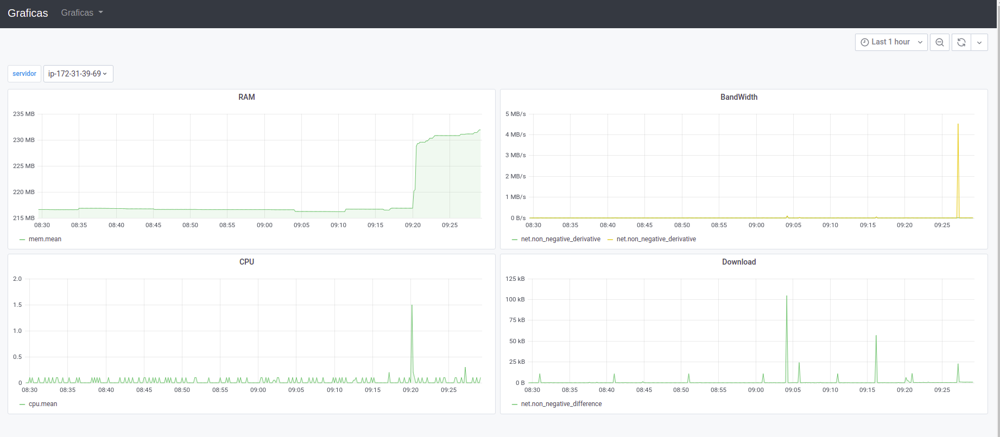 Graficas Graficas
Last 1 hour
servidor ip-172-31-39-69
RAM
235 MB
230 MB
225 MB
220 MB
215 MB
08:30 08:35 08:40 08:45 08:50 08:55 09:00 09:05 09:10 09:15 09:20 09:25
mem.mean
BandWidth
5 MB/s
4 MB/s
3 MB/s
2 MB/s
1 MB/s
0 B/s
08:30 08:35 08:40 08:45 08:50 08:55 09:00 09:05 09:10 09:15 09:20 09:25
net.non_negative_derivative net.non_negative_derivative
CPU
2.0
1.5
1.0
0.5
0
08:30 08:35 08:40 08:45 08:50 08:55 09:00 09:05 09:10 09:15 09:20 09:25
cpu.mean
Download
125 kB
100 kB
75 kB
50 kB
25 kB
0 B
08:30 08:35 08:40 08:45 08:50 08:55 09:00 09:05 09:10 09:15 09:20 09:25
net.non_negative_difference